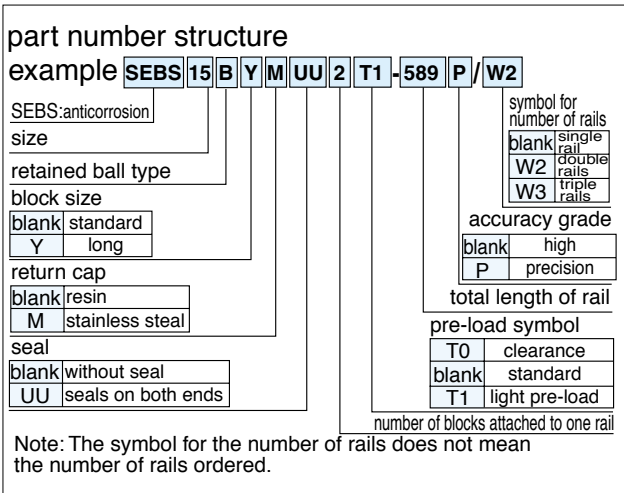 part number structure
example SEBS 15 B Y M UU 2 T1 - 589 P / W2
SEBS:anticorrosion
size
retained ball type
block size
blank standard
Y long
return cap
blank resin
M stainless steal
seal
blank without seal
UU seals on both ends
symbol for
number of rails
blank single
rail
W2 double
rails
W3 triple
rails
accuracy grade
blank high
P precision
total length of rail
pre-load symbol
T0 clearance
blank standard
T1 light pre-load
number of blocks attached to one rail
Note: The symbol for the number of rails does not mean
the number of rails ordered.